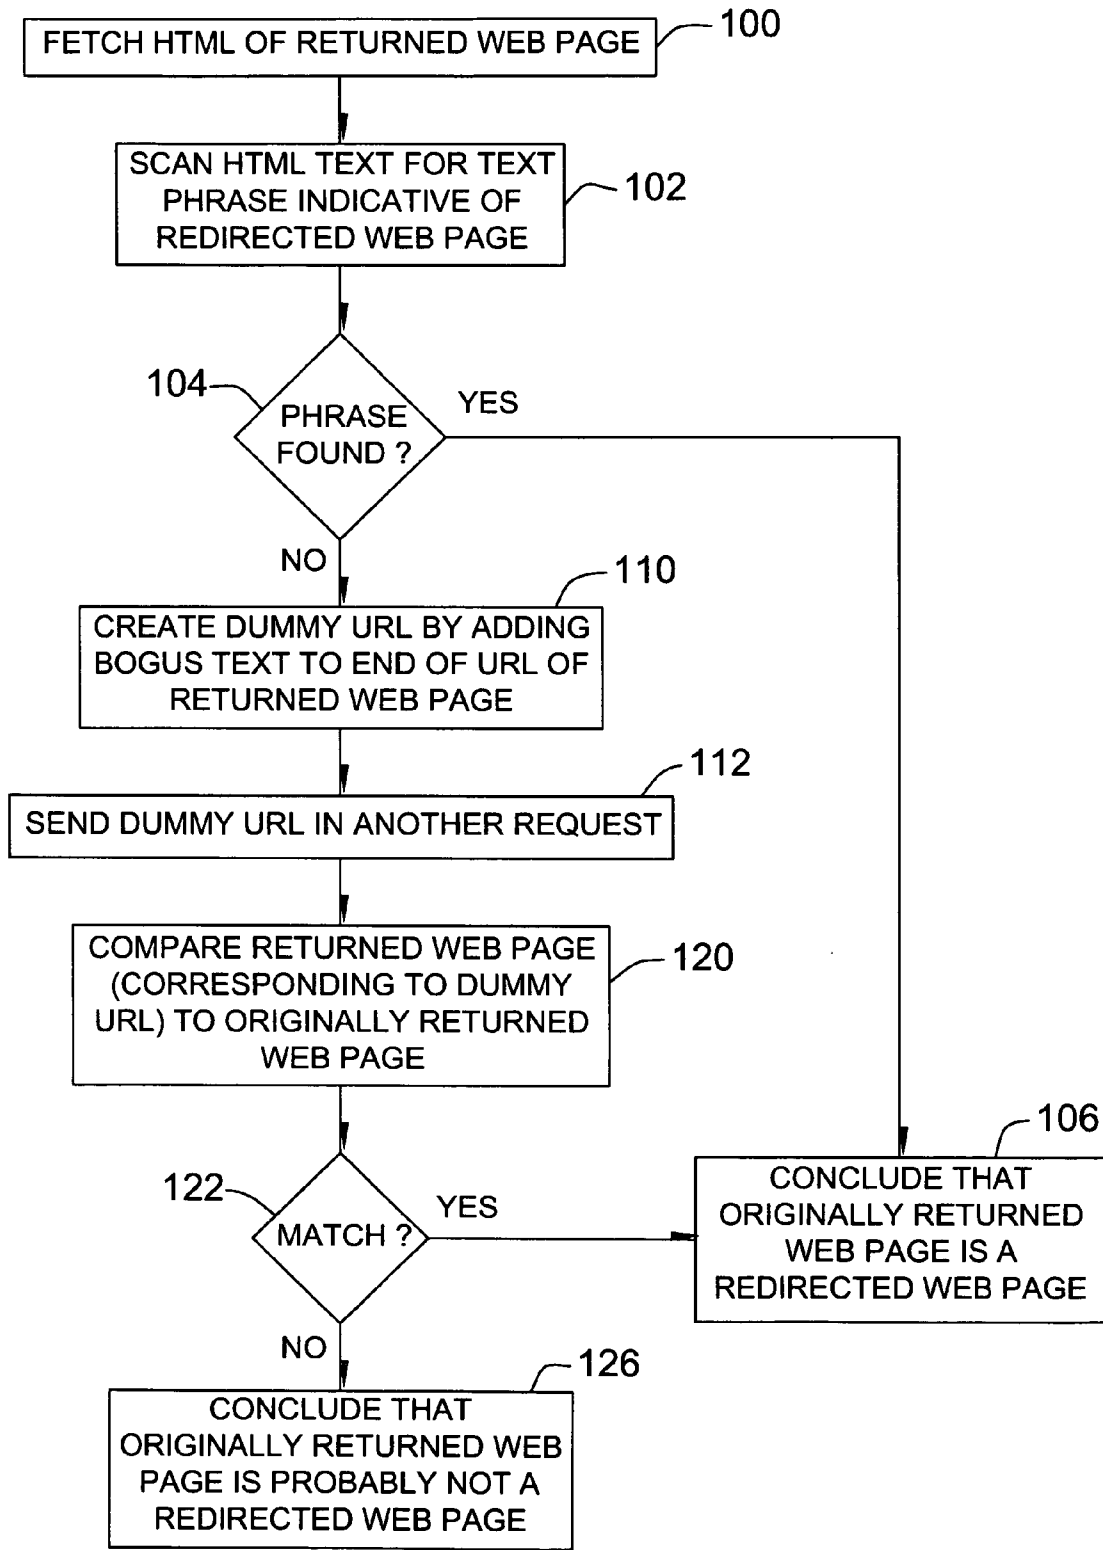 FETCH HTML OF RETURNED WEB PAGE
100
SCAN HTML TEXT FOR TEXT
PHRASE INDICATIVE OF
REDIRECTED WEB PAGE
102
104
PHRASE
FOUND ?
YES
NO
110
CREATE DUMMY URL BY ADDING
BOGUS TEXT TO END OF URL OF
RETURNED WEB PAGE
112
SEND DUMMY URL IN ANOTHER REQUEST
COMPARE RETURNED WEB PAGE
(CORRESPONDING TO DUMMY
URL) TO ORIGINALLY RETURNED
WEB PAGE
120
122
MATCH ?
YES
106
CONCLUDE THAT
ORIGINALLY RETURNED
WEB PAGE IS A
REDIRECTED WEB PAGE
NO
126
CONCLUDE THAT
ORIGINALLY RETURNED WEB
PAGE IS PROBABLY NOT A
REDIRECTED WEB PAGE